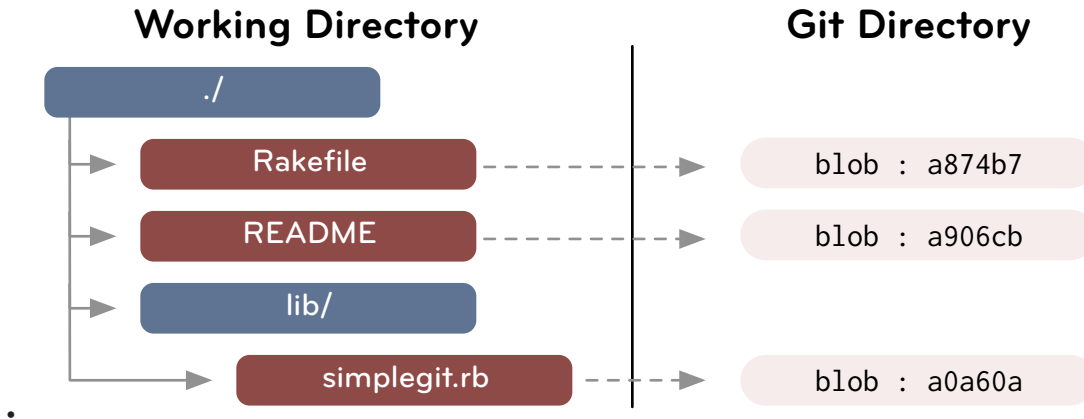 Working Directory
Git Directory
./
Rakefile
blob : a874b7
README
blob : a906cb
lib/
simplegit.rb
blob : a0a60a